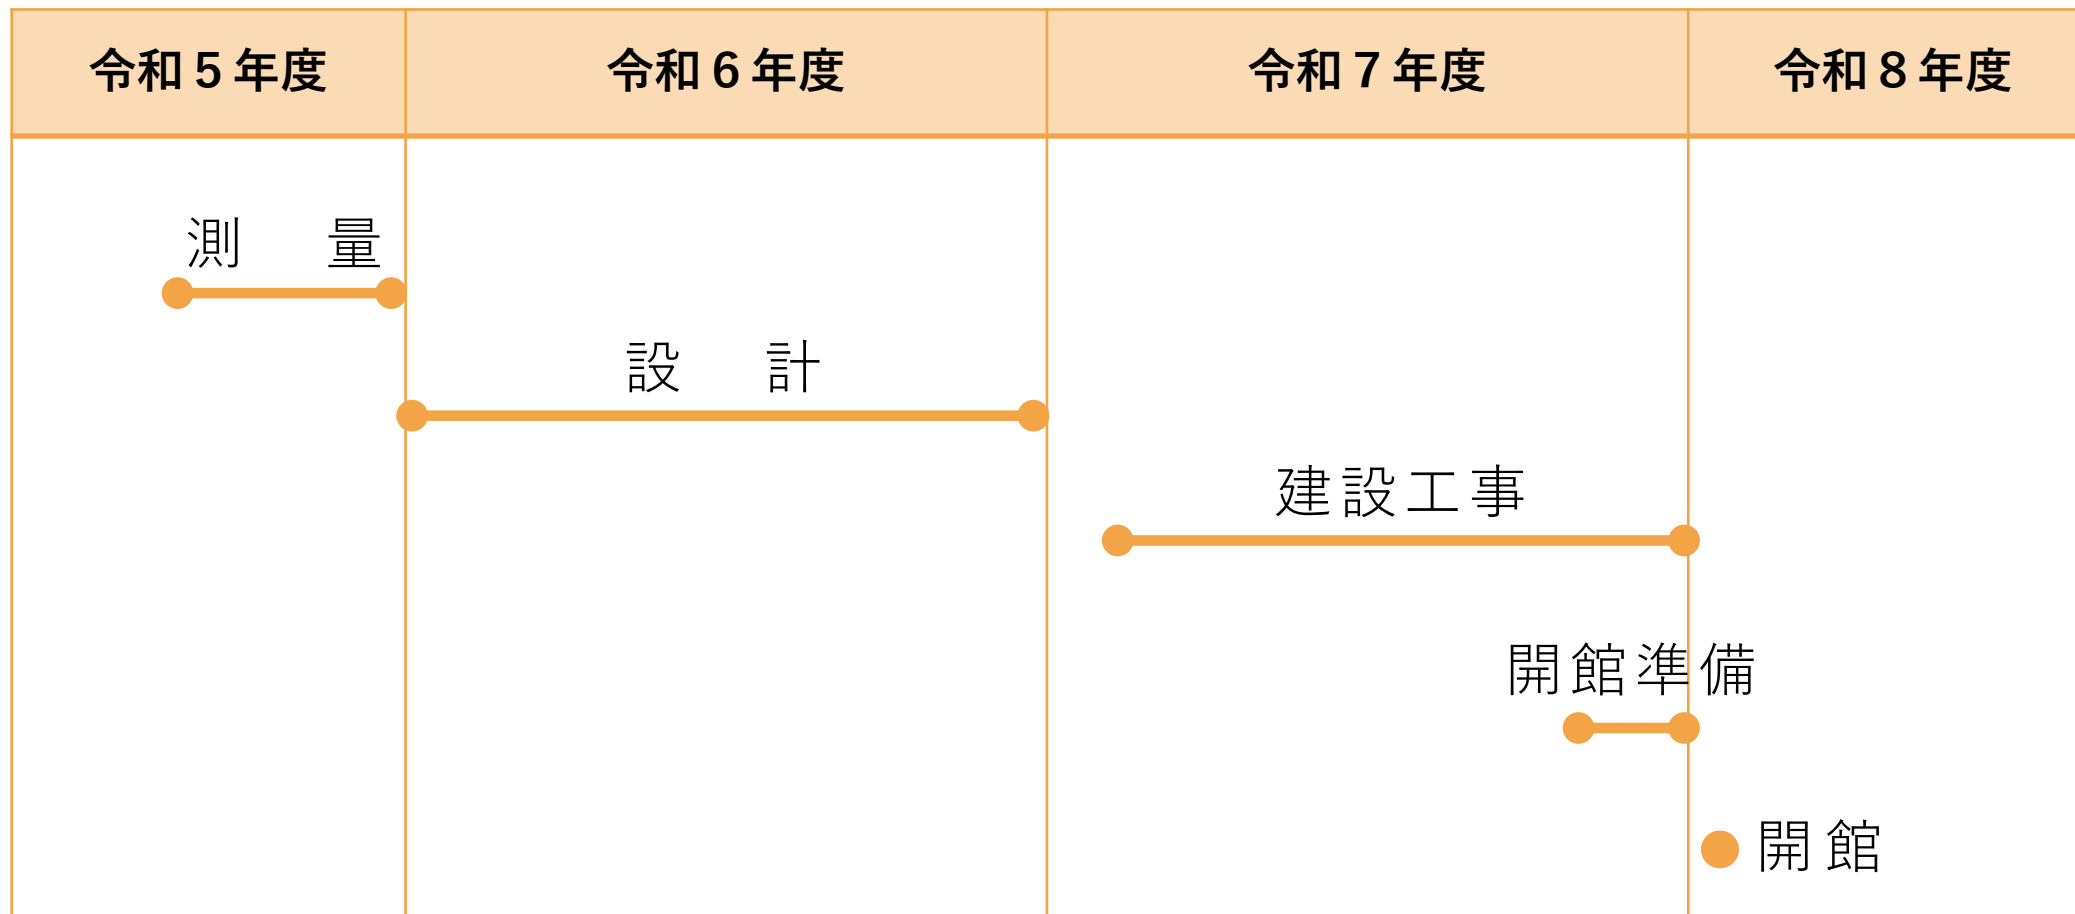 令和５年度 令和６年度 令和７年度 令和８年度
測　量
設　計
建設工事
開館準備
開館